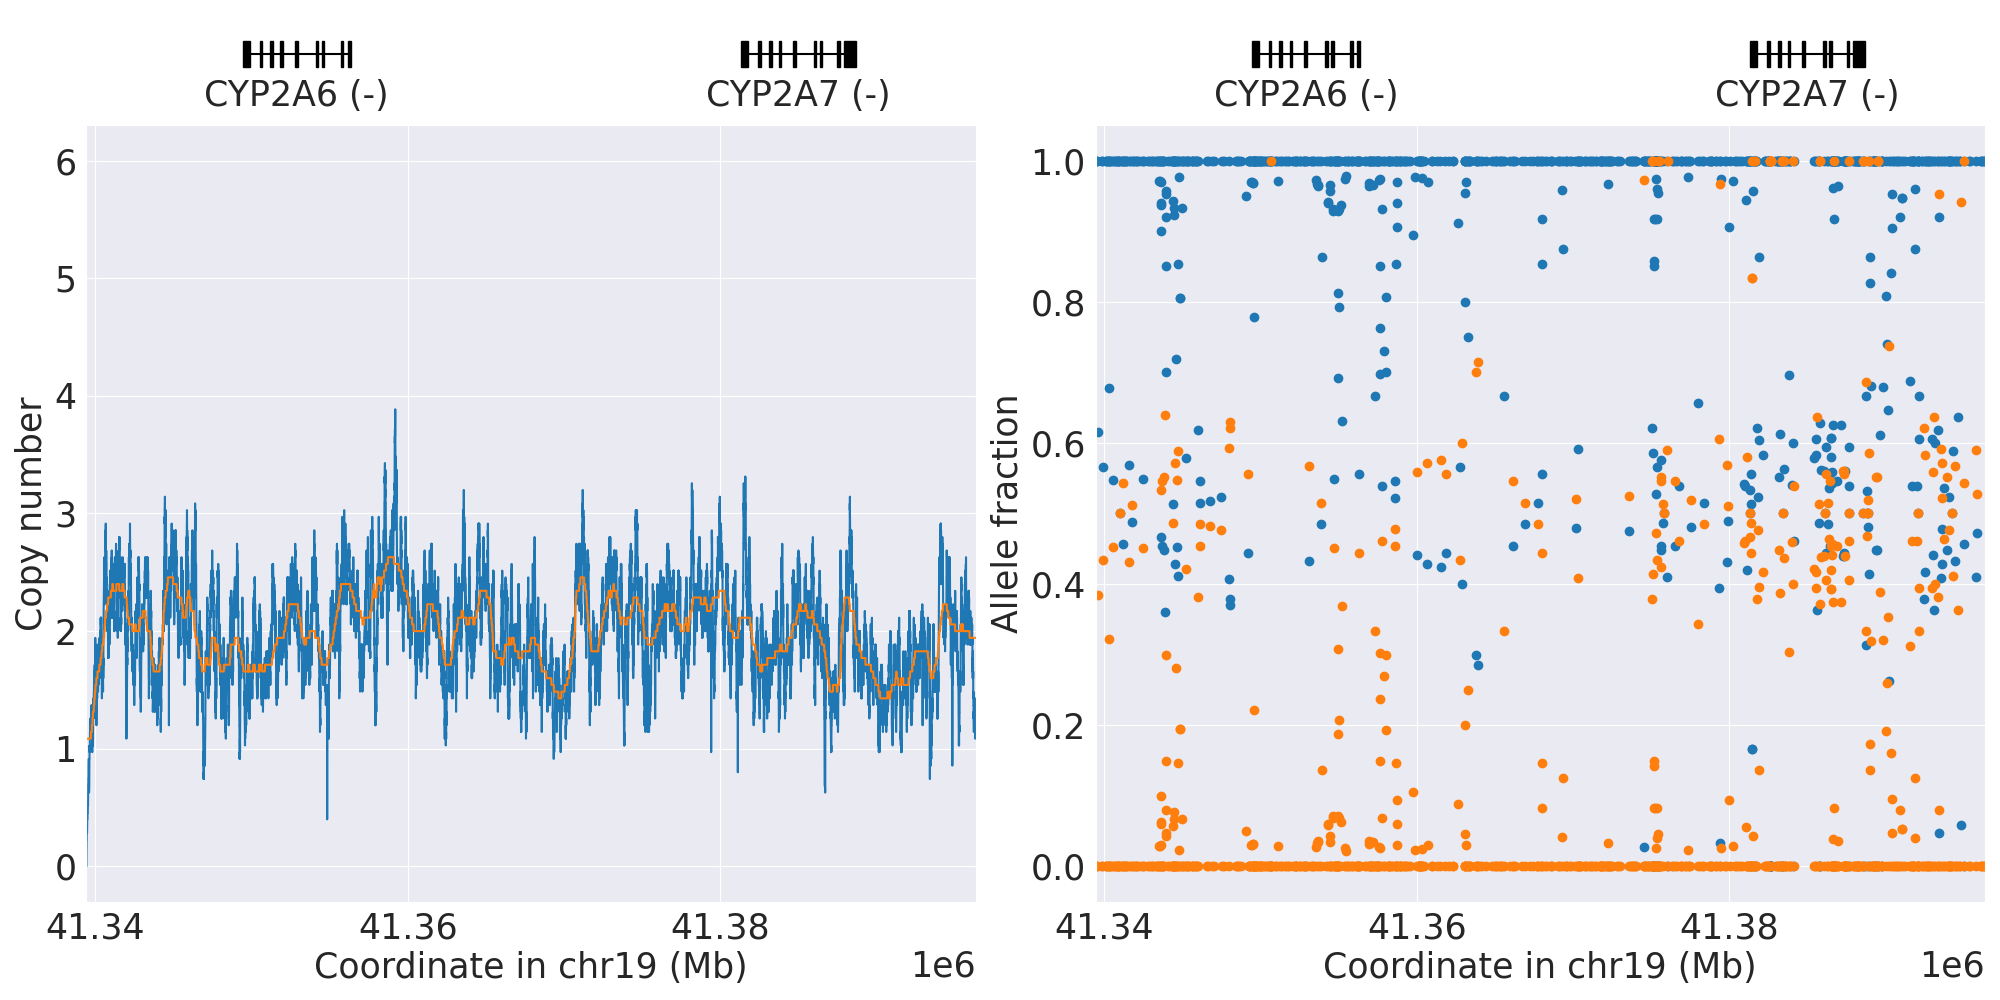 CYP2A6 (-)
CYP2A7 (-)
Copy number
6
5
4
3
2
1
0
41.34
41.36
41.38
Coordinate in chr19 (Mb)
1e6
CYP2A6 (-)
CYP2A7 (-)
Allele fraction
1.0
0.8
0.6
0.4
0.2
0.0
41.34
41.36
41.38
Coordinate in chr19 (Mb)
1e6